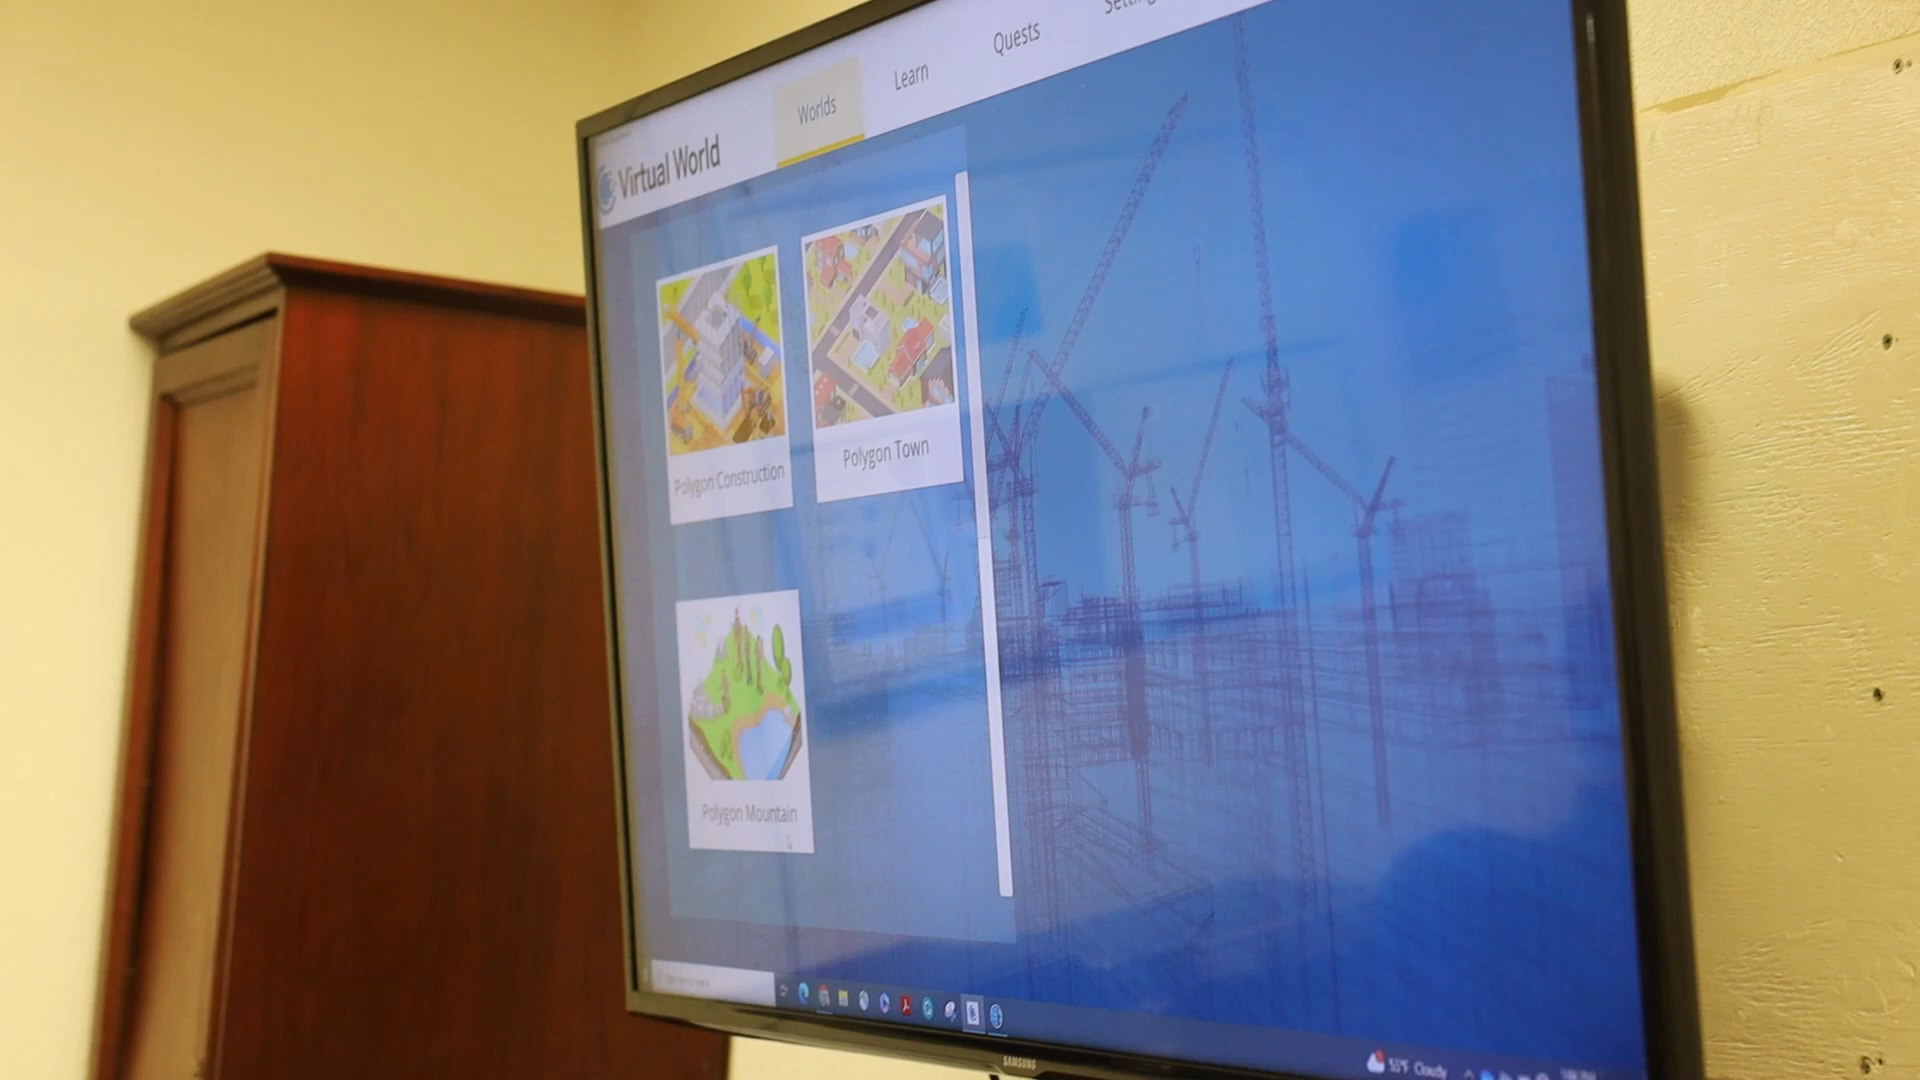 Quests
Learn
Worlds
Virtual World
Polygon Construction
Polygon Town
Polygon Mountain
SAMSUNG
Cloudy